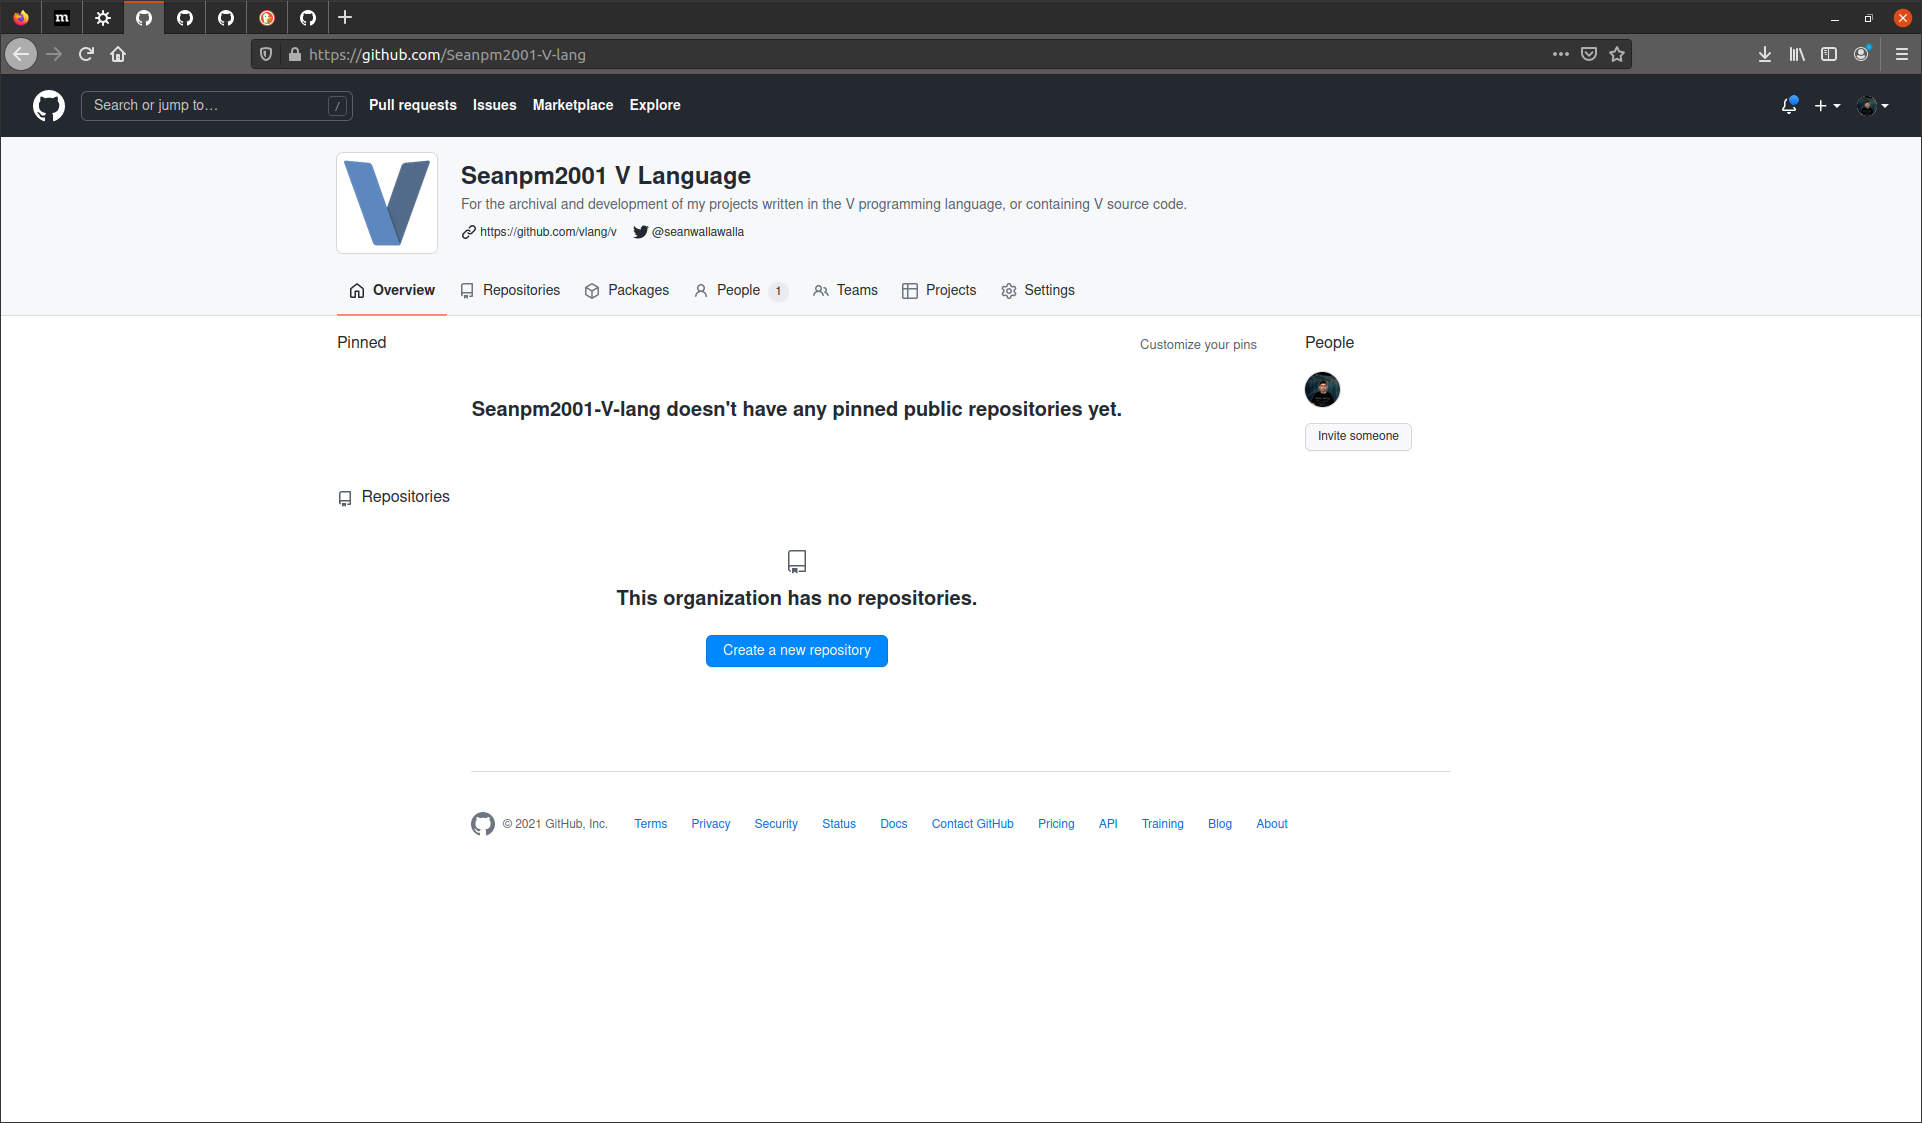 m
https://github.com/Seanpm2001-V-lang
Search or jump to… /
Pull requests Issues Marketplace Explore
Seanpm2001 V Language
For the archival and development of my projects written in the V programming language, or containing V source code.
https://github.com/vlang/v @seanwallawalla
Overview Repositories Packages People 1 Teams Projects Settings
Pinned Customize your pins People
Seanpm2001-V-lang doesn't have any pinned public repositories yet.
Invite someone
Repositories
This organization has no repositories.
Create a new repository
© 2021 GitHub, Inc. Terms Privacy Security Status Docs Contact GitHub Pricing API Training Blog About